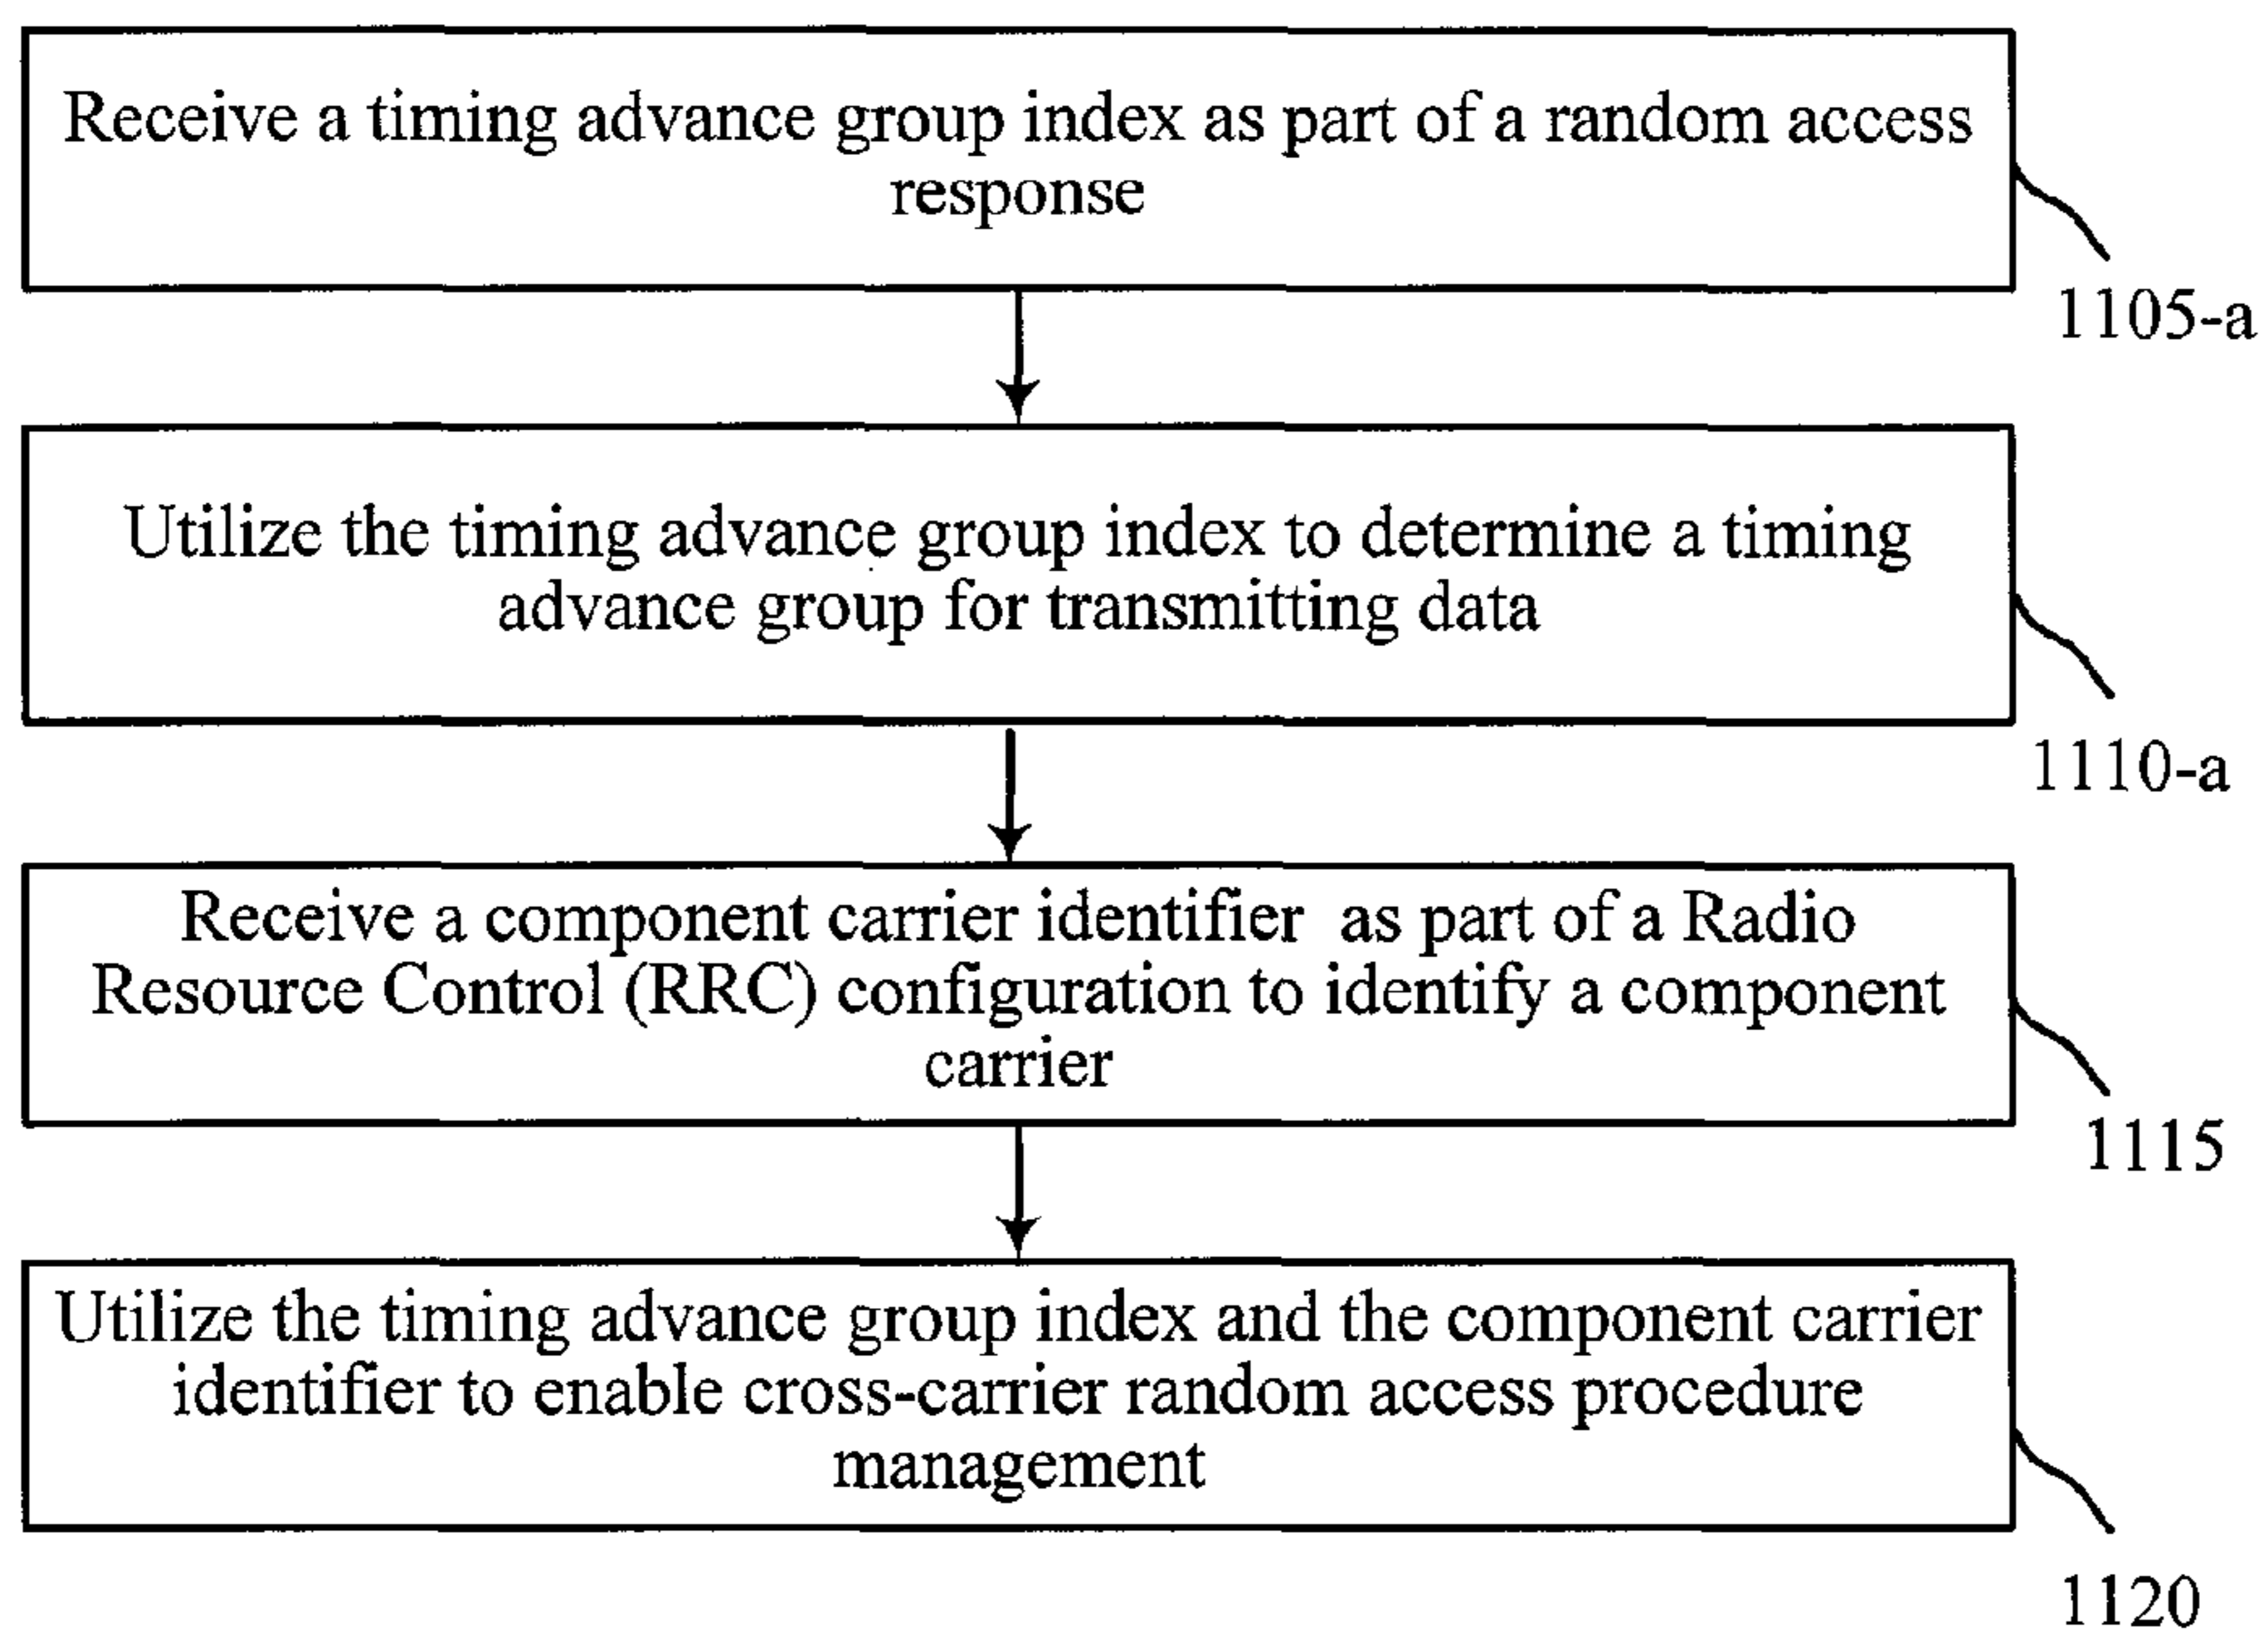 Receive a timing advance group index as part of a random access
response
1105-a
Utilize the timing advance group index to determine a timing
advance group for transmitting data
1110-a
Receive a component carrier identifier as part of a Radio
Resource Control (RRC) configuration to identify a component
carrier
1115
Utilize the timing advance group index and the component carrier
identifier to enable cross-carrier random access procedure
management
1120